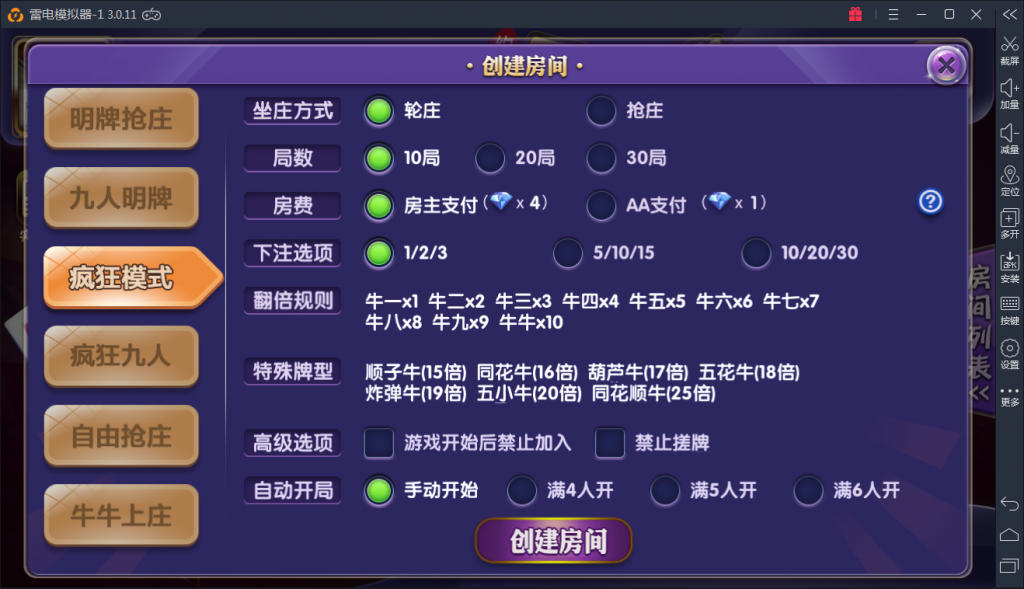 雷电模拟器-1 3.0.11
· 创建房间 ·
明牌抢庄
九人明牌
疯狂模式
疯狂九人
自由抢庄
牛牛上庄
坐庄方式 轮庄 抢庄
局数 10局 20局 30局
房费 房主支付( x 4) AA支付 ( x 1) ?
下注选项 1/2/3 5/10/15 10/20/30
翻倍规则 牛一x1 牛二x2 牛三x3 牛四x4 牛五x5 牛六x6 牛七x7
牛八x8 牛九x9 牛牛x10
特殊牌型 顺子牛(15倍) 同花牛(16倍) 葫芦牛(17倍) 五花牛(18倍)
炸弹牛(19倍) 五小牛(20倍) 同花顺牛(25倍)
高级选项 游戏开始后禁止加入 禁止搓牌
自动开局 手动开始 满4人开 满5人开 满6人开
创建房间
房间列表
截屏
加量
减量
定位
多开
APK
安装
按键
设置
更多